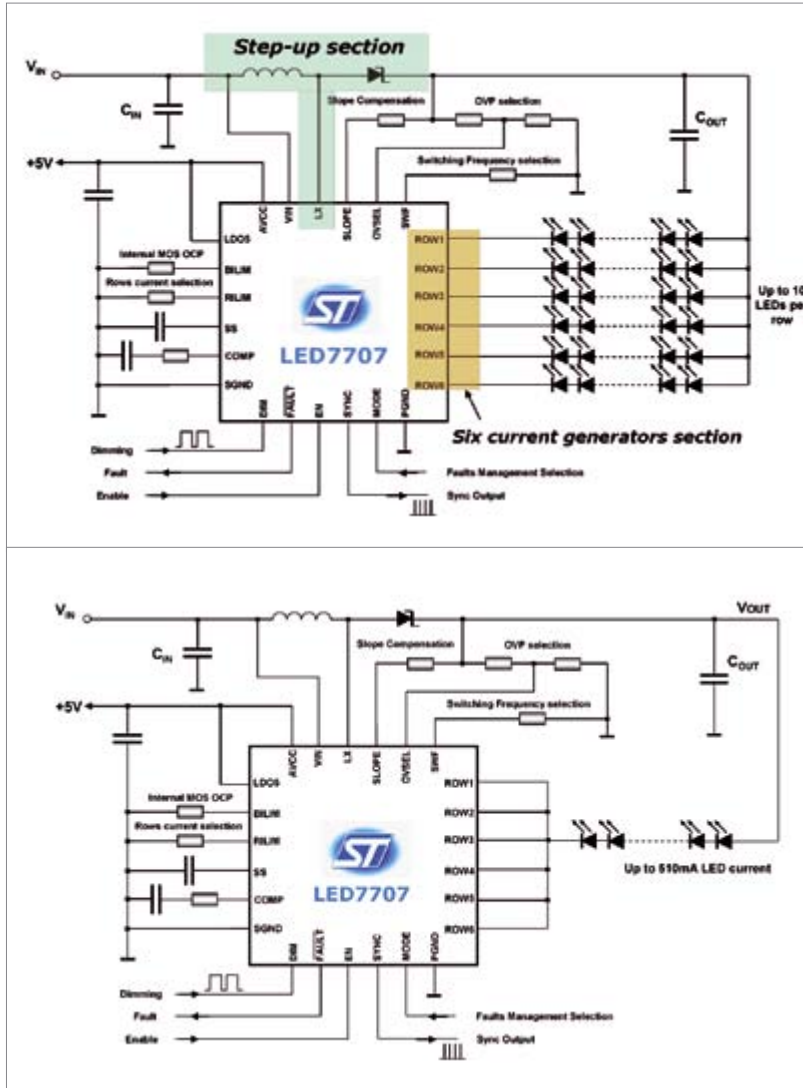 Step-up section
VIN
CIN
Slope Compensation
OVP selection
COUT
+5V
Switching Frequency selection
AVCC
VIN
LX
SLOPE
OVSEL
SWF
LDO5
ROW1
Internal MOS OCP
BILIM
ROW2
Rows current selection
RILIM
ROW3
Up to 10
LEDs pe
row
SS
ROW4
ST
LED7707
COMP
ROW5
SGND
ROW6
DIM
FAULT
EN
SYNC
MODE
PGND
Six current generators section
Dimming
Fault
Faults Management Selection
Enable
Sync Output
VIN
VOUT
CIN
Slope Compensation
OVP selection
COUT
+5V
Switching Frequency selection
AVCC
VIN
LX
SLOPE
OVSEL
SWF
LDO5
ROW1
Internal MOS OCP
BILIM
ROW2
Rows current selection
RILIM
ROW3
SS
ROW4
Up to 510mA LED current
ST
LED7707
COMP
ROW5
SGND
ROW6
DIM
FAULT
EN
SYNC
MODE
PGND
Dimming
Fault
Faults Management Selection
Enable
Sync Output